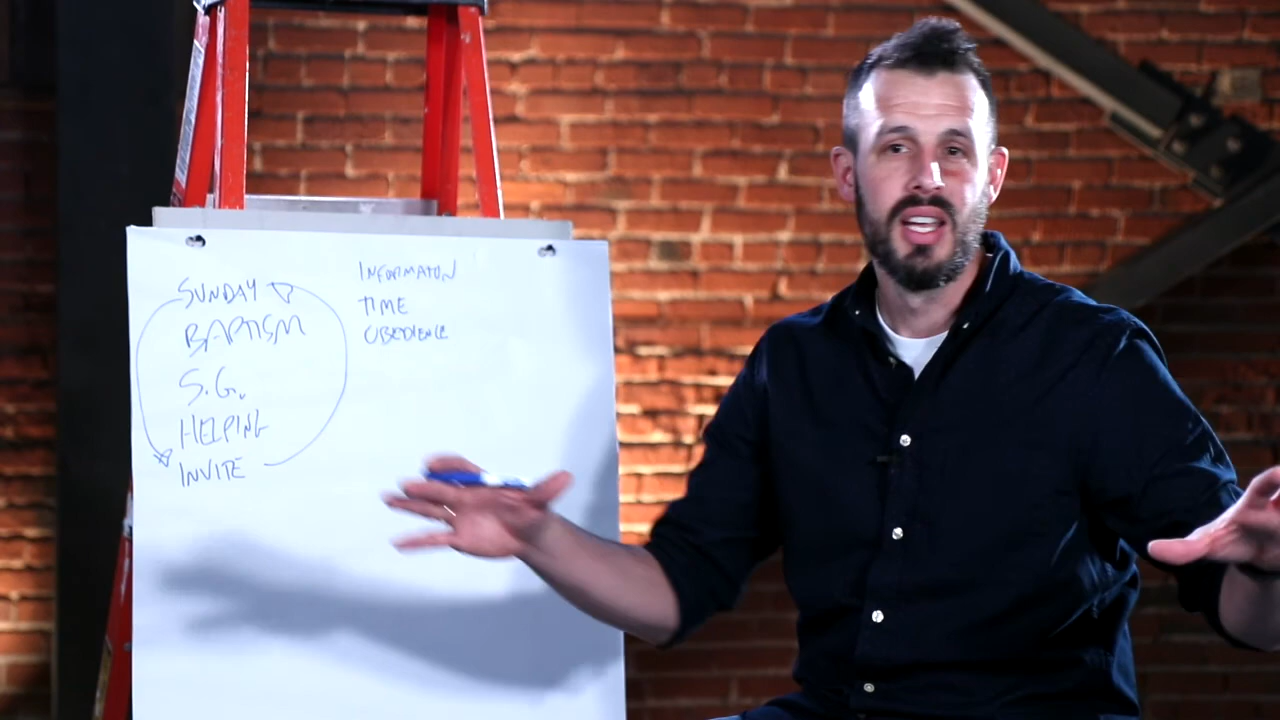 SUNDAY
BAPTISM
S.G.
HELPING
INVITE
INFORMATON
TIME
OBEDIENCE